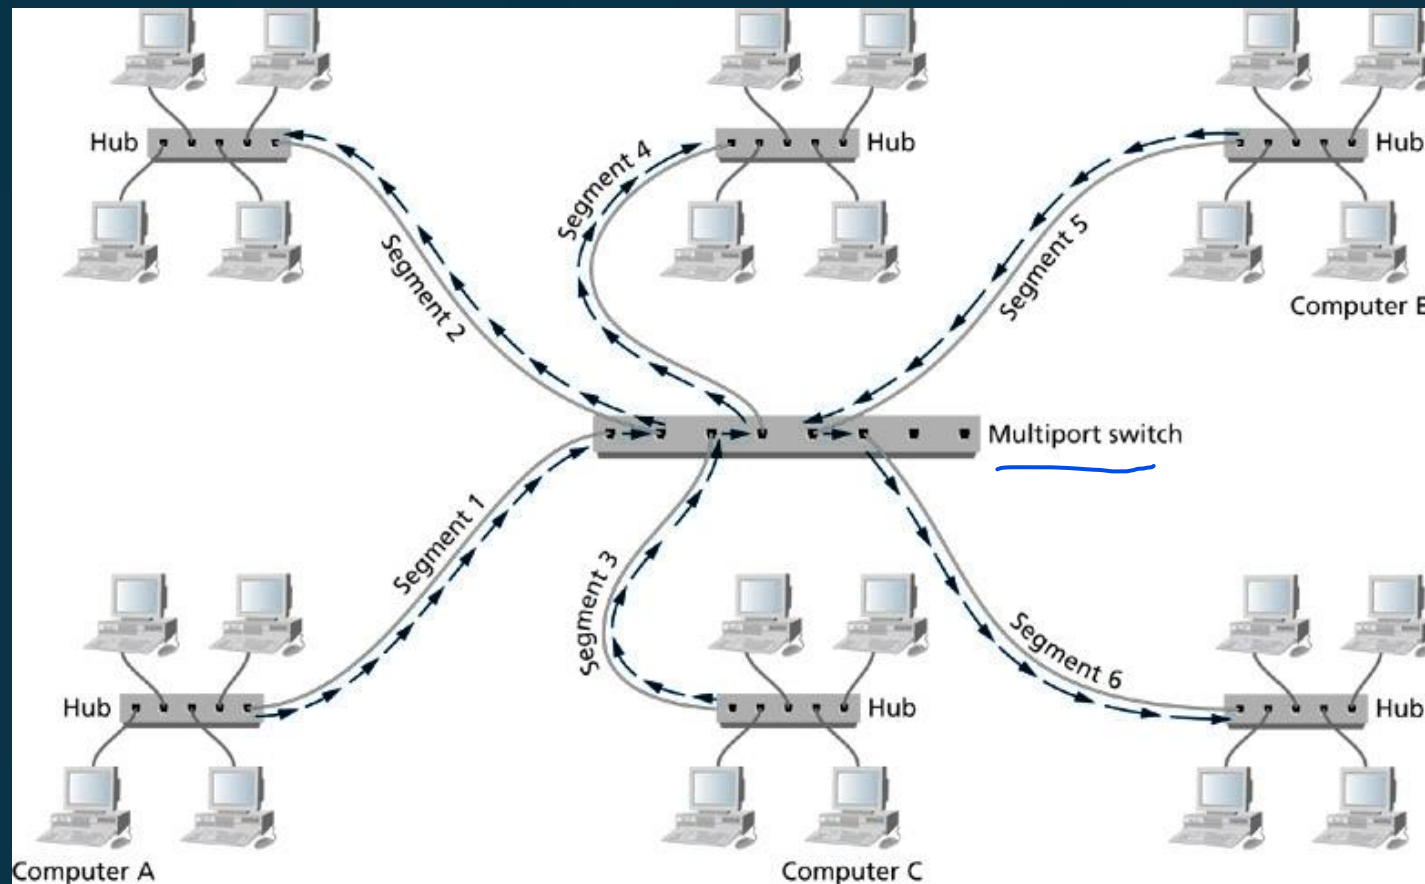 Hub
Hub
Hub
Segment 2
Segment 4
Segment 5
Computer B
Multiport switch
Segment 1
Segment 3
Segment 6
Hub
Hub
Hub
Computer A
Computer C